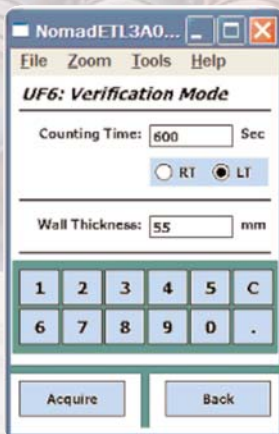 NomadETL3A0...
File Zoom Tools Help
UF6: Verification Mode
Counting Time: 600 Sec
RT LT
Wall Thickness: 55 mm
1 2 3 4 5 C
6 7 8 9 0 .
Acquire Back